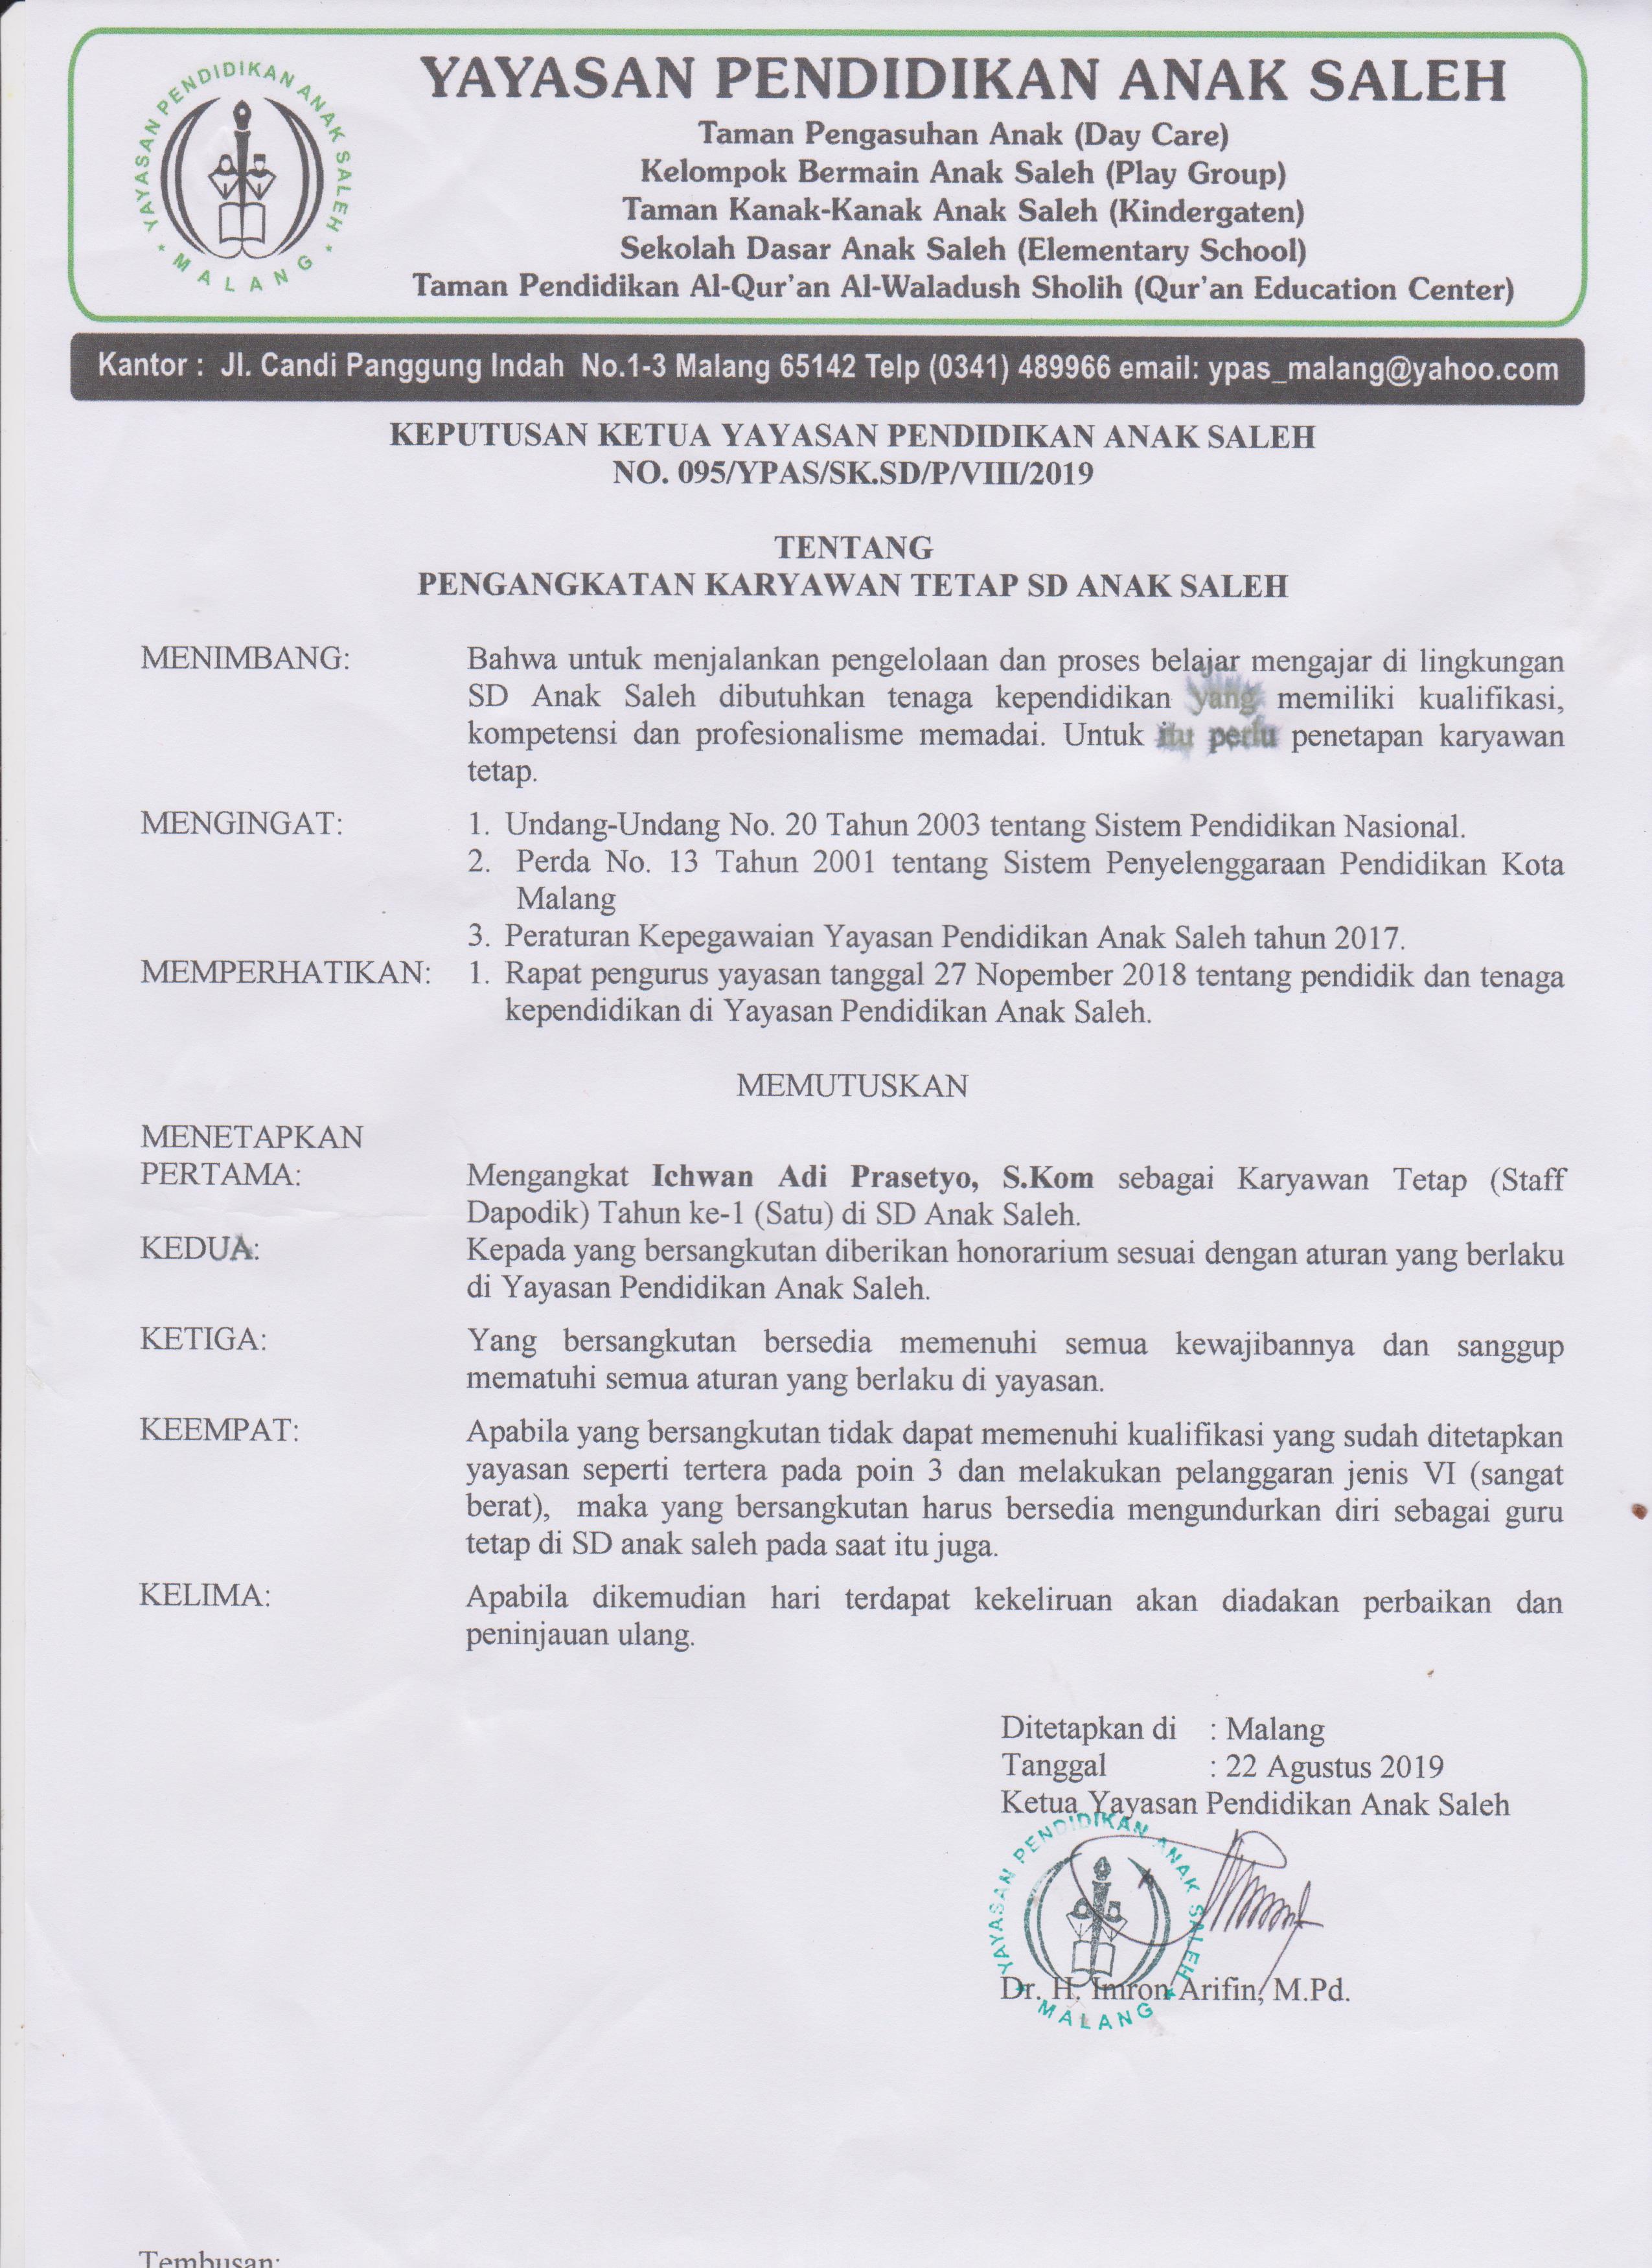 YAYASAN PENDIDIKAN ANAK SALEH
MALANG
YAYASAN PENDIDIKAN ANAK SALEH
Taman Pengasuhan Anak (Day Care)
Kelompok Bermain Anak Saleh (Play Group)
Taman Kanak-Kanak Anak Saleh (Kindergaten)
Sekolah Dasar Anak Saleh (Elementary School)
Taman Pendidikan Al-Qur'an Al-Waladush Sholih (Qur'an Education Center)
Kantor : Jl. Candi Panggung Indah No.1-3 Malang 65142 Telp (0341) 489966 email: ypas_malang@yahoo.com
KEPUTUSAN KETUA YAYASAN PENDIDIKAN ANAK SALEH
NO. 095/YPAS/SK.SD/P/VIII/2019
TENTANG
PENGANGKATAN KARYAWAN TETAP SD ANAK SALEH
MENIMBANG: Bahwa untuk menjalankan pengelolaan dan proses belajar mengajar di lingkungan
SD Anak Saleh dibutuhkan tenaga kependidikan yang memiliki kualifikasi,
kompetensi dan profesionalisme memadai. Untuk itu perlu penetapan karyawan
tetap.
MENGINGAT: 1. Undang-Undang No. 20 Tahun 2003 tentang Sistem Pendidikan Nasional.
2. Perda No. 13 Tahun 2001 tentang Sistem Penyelenggaraan Pendidikan Kota
Malang
3. Peraturan Kepegawaian Yayasan Pendidikan Anak Saleh tahun 2017.
MEMPERHATIKAN: 1. Rapat pengurus yayasan tanggal 27 Nopember 2018 tentang pendidik dan tenaga
kependidikan di Yayasan Pendidikan Anak Saleh.
MEMUTUSKAN
MENETAPKAN
PERTAMA: Mengangkat Ichwan Adi Prasetyo, S.Kom sebagai Karyawan Tetap (Staff
Dapodik) Tahun ke-1 (Satu) di SD Anak Saleh.
KEDUA: Kepada yang bersangkutan diberikan honorarium sesuai dengan aturan yang berlaku
di Yayasan Pendidikan Anak Saleh.
KETIGA: Yang bersangkutan bersedia memenuhi semua kewajibannya dan sanggup
mematuhi semua aturan yang berlaku di yayasan.
KEEMPAT: Apabila yang bersangkutan tidak dapat memenuhi kualifikasi yang sudah ditetapkan
yayasan seperti tertera pada poin 3 dan melakukan pelanggaran jenis VI (sangat
berat), maka yang bersangkutan harus bersedia mengundurkan diri sebagai guru
tetap di SD anak saleh pada saat itu juga.
KELIMA: Apabila dikemudian hari terdapat kekeliruan akan diadakan perbaikan dan
peninjauan ulang.
Ditetapkan di : Malang
Tanggal : 22 Agustus 2019
Ketua Yayasan Pendidikan Anak Saleh
YAYASAN PENDIDIKAN ANAK SALEH
MALANG
Dr. H. Imron Arifin, M.Pd.
Tembusan: